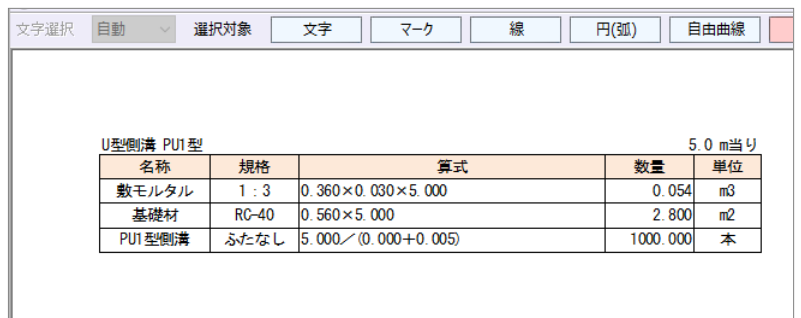 文字選択 自動 選択対象 文字 マーク 線 円(弧) 自由曲線
U型側溝 PU1型 5.0 m当り
名称 規格 算式 数量 単位
敷モルタル 1:3 0.360×0.030×5.000 0.054 m3
基礎材 RC-40 0.560×5.000 2.800 m2
PU1型側溝 ふたなし 5.000／(0.000+0.005) 1000.000 本